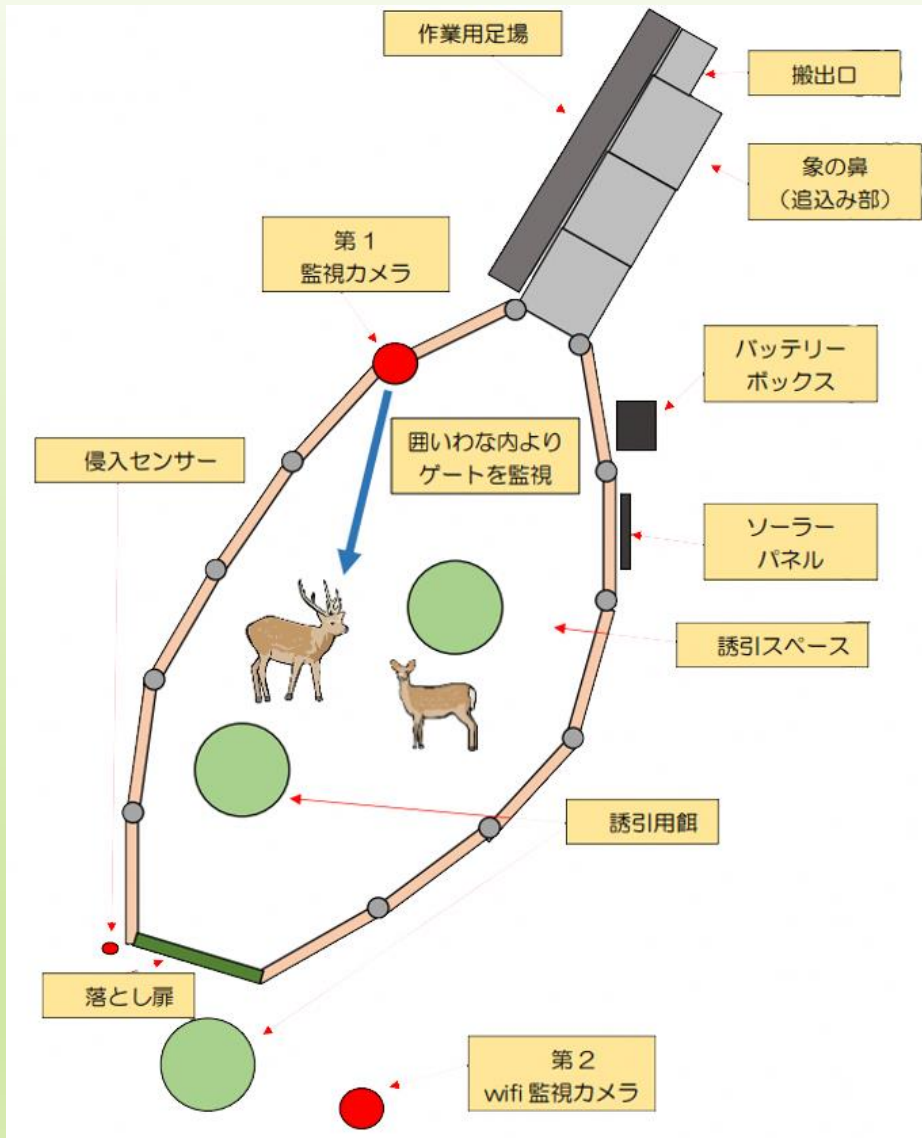 作業用足場
搬出口
象の鼻
（追込み部）
第１
監視カメラ
バッテリー
ボックス
囲いわな内より
ゲートを監視
侵入センサー
ソーラー
パネル
誘引スペース
誘引用餌
落とし扉
第２
wifi 監視カメラ